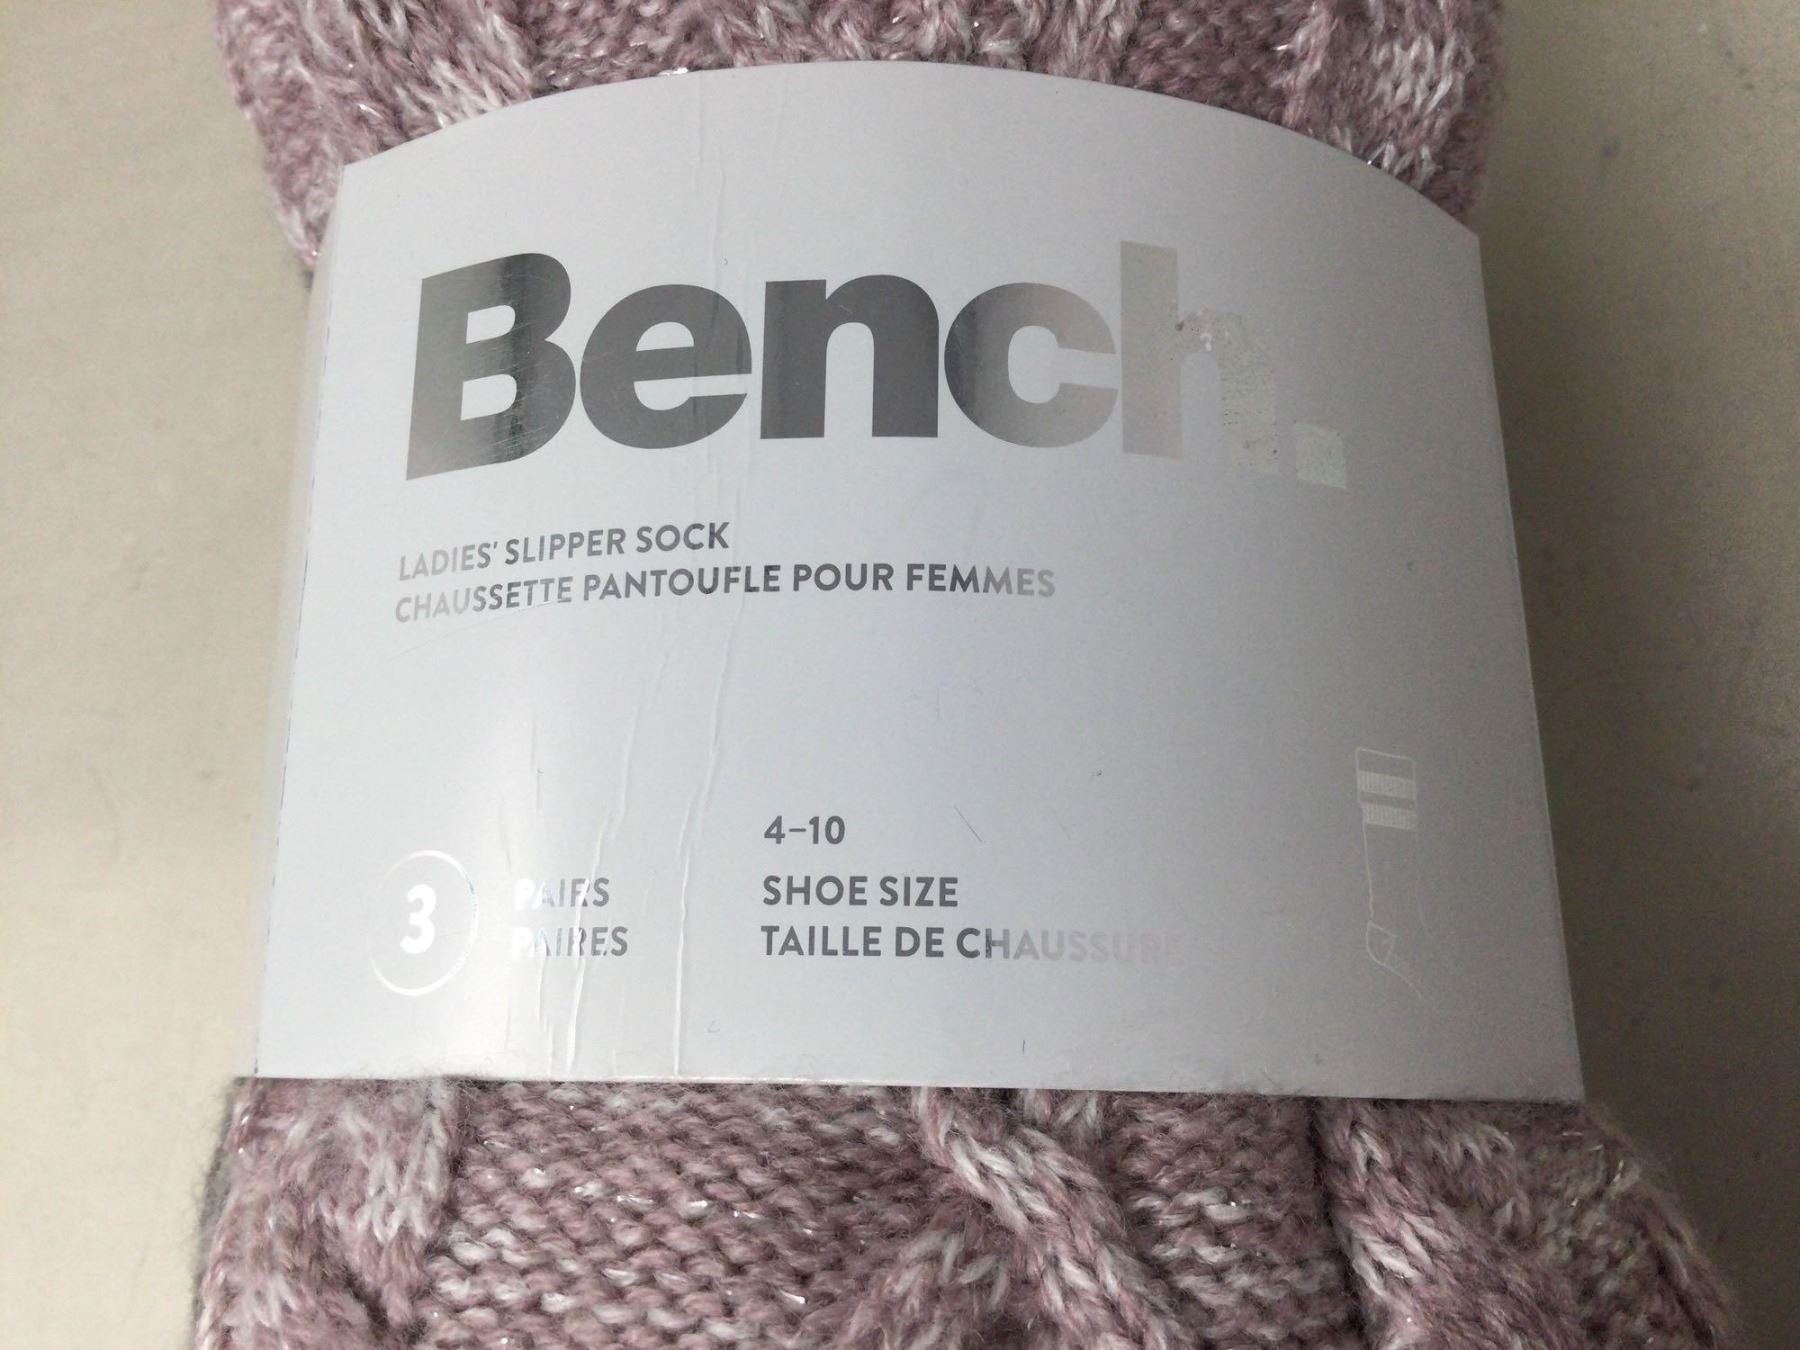 Bench.
LADIES' SLIPPER SOCK
CHAUSSETTE PANTOUFLE POUR FEMMES
4–10
3
PAIRS
PAIRES
SHOE SIZE
TAILLE DE CHAUSSURE